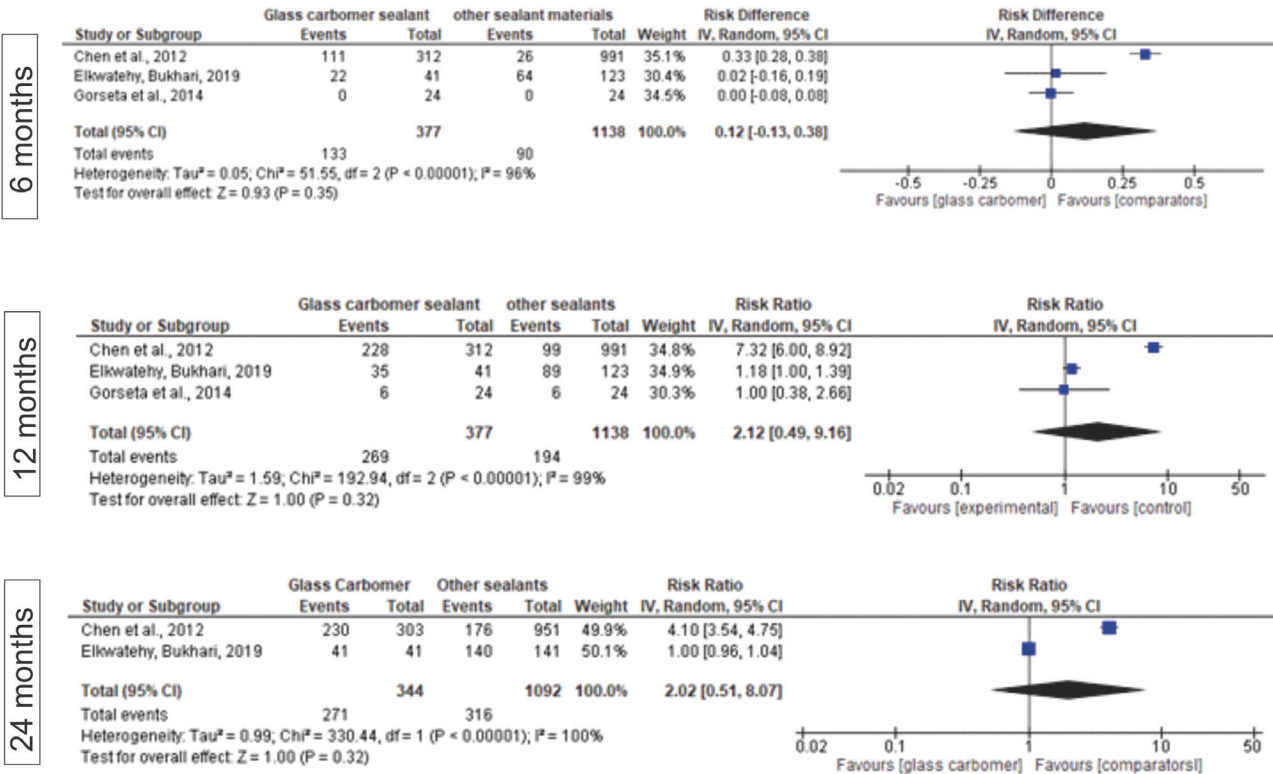 6 months
Glass carbomer sealant other sealant materials Risk Difference Risk Difference
Study or Subgroup Events Total Events Total Weight IV, Random, 95% CI IV, Random, 95% CI
Chen et al., 2012 111 312 26 991 35.1% 0.33 [0.28, 0.38]
Elkwatehy, Bukhari, 2019 22 41 64 123 30.4% 0.02 [-0.16, 0.19]
Gorseta et al., 2014 0 24 0 24 34.5% 0.00 [-0.08, 0.08]
Total (95% CI) 377 1138 100.0% 0.12 [-0.13, 0.38]
Total events 133 90
Heterogeneity: Tau² = 0.05; Chi² = 51.55, df = 2 (P < 0.00001); I² = 96%
Test for overall effect: Z = 0.93 (P = 0.35)
-0.5 -0.25 0 0.25 0.5
Favours [glass carbomer] Favours [comparators]
12 months
Glass carbomer sealant other sealants Risk Ratio Risk Ratio
Study or Subgroup Events Total Events Total Weight IV, Random, 95% CI IV, Random, 95% CI
Chen et al., 2012 228 312 99 991 34.8% 7.32 [6.00, 8.92]
Elkwatehy, Bukhari, 2019 35 41 89 123 34.9% 1.18 [1.00, 1.39]
Gorseta et al., 2014 6 24 6 24 30.3% 1.00 [0.38, 2.66]
Total (95% CI) 377 1138 100.0% 2.12 [0.49, 9.16]
Total events 269 194
Heterogeneity: Tau² = 1.59; Chi² = 192.94, df = 2 (P < 0.00001); I² = 99%
Test for overall effect: Z = 1.00 (P = 0.32)
0.02 0.1 1 10 50
Favours [experimental] Favours [control]
24 months
Glass Carbomer Other sealants Risk Ratio Risk Ratio
Study or Subgroup Events Total Events Total Weight IV, Random, 95% CI IV, Random, 95% CI
Chen et al., 2012 230 303 176 951 49.9% 4.10 [3.54, 4.75]
Elkwatehy, Bukhari, 2019 41 41 140 141 50.1% 1.00 [0.96, 1.04]
Total (95% CI) 344 1092 100.0% 2.02 [0.51, 8.07]
Total events 271 316
Heterogeneity: Tau² = 0.99; Chi² = 330.44, df = 1 (P < 0.00001); I² = 100%
Test for overall effect: Z = 1.00 (P = 0.32)
0.02 0.1 1 10 50
Favours [glass carbomer] Favours [comparatorsl]